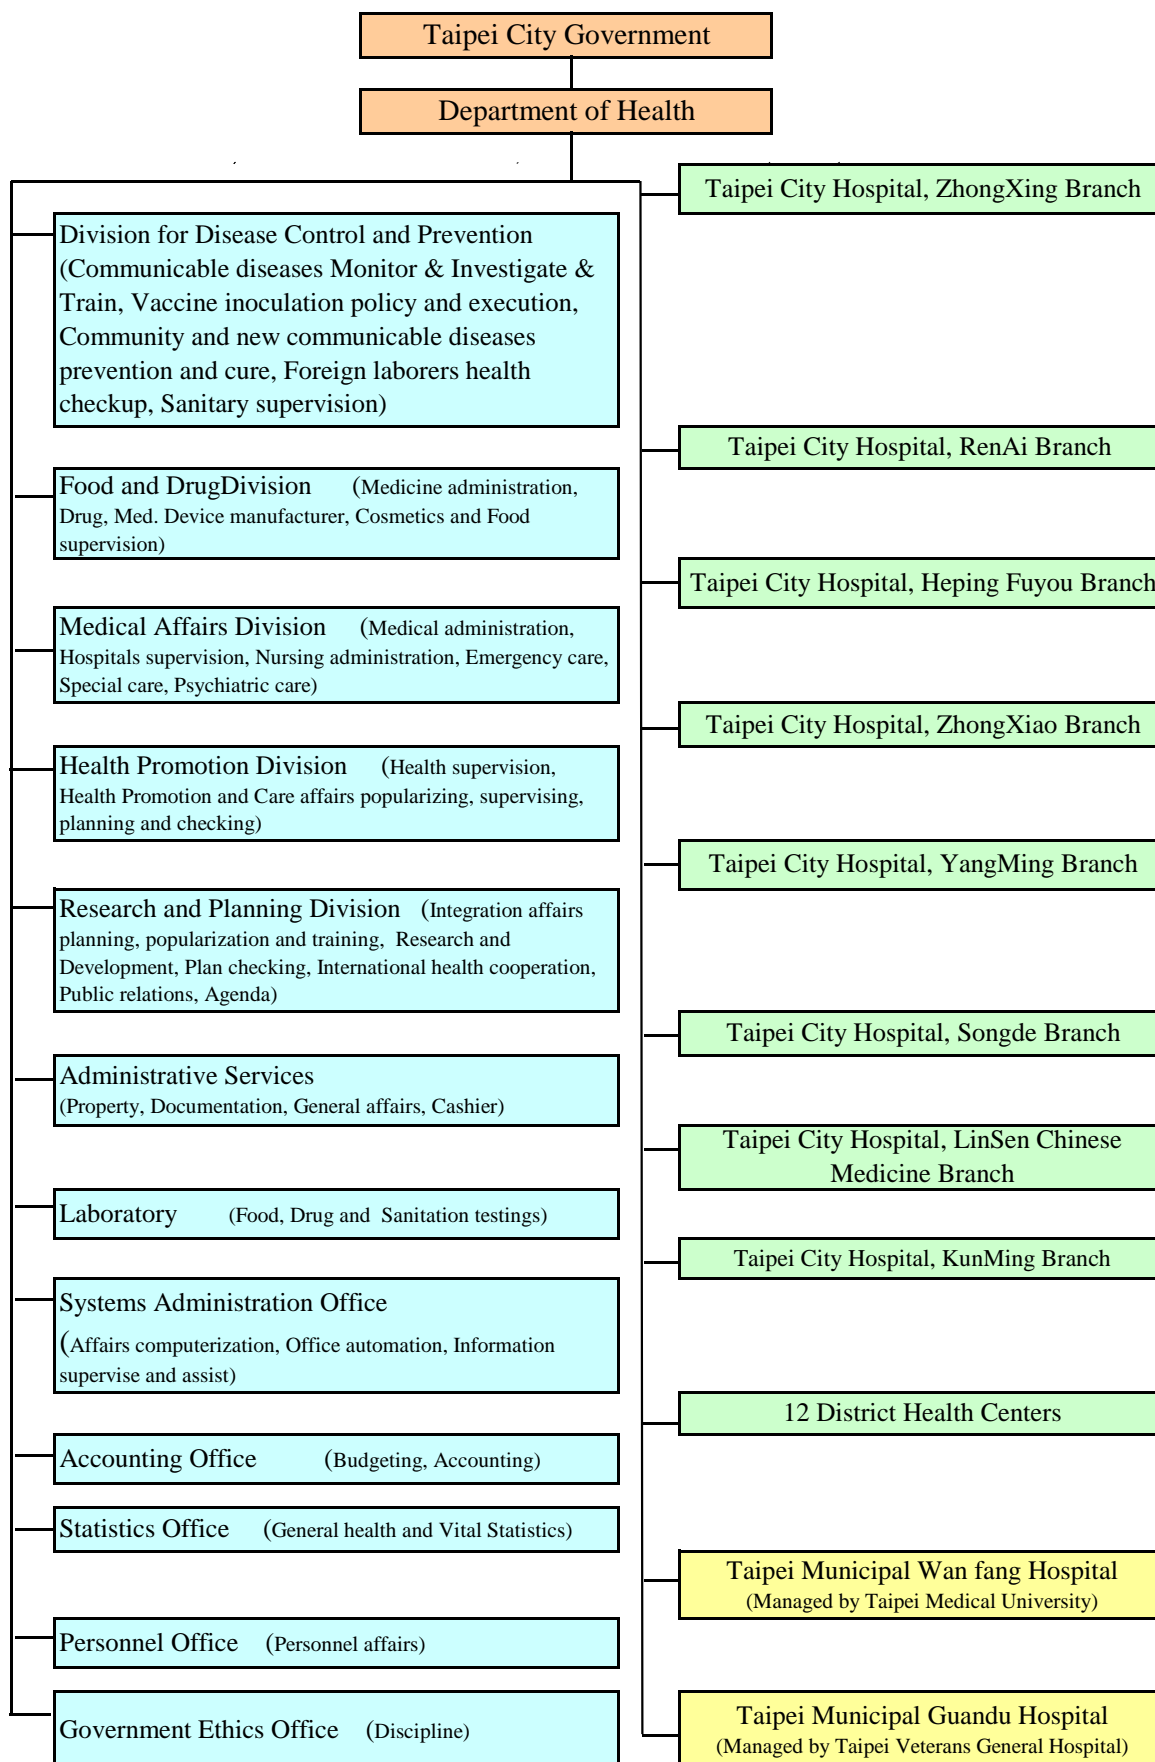 Taipei City Government
Department of Health
Division for Disease Control and Prevention
(Communicable diseases Monitor & Investigate &
Train, Vaccine inoculation policy and execution,
Community and new communicable diseases
prevention and cure, Foreign laborers health
checkup, Sanitary supervision)
Food and DrugDivision (Medicine administration,
Drug, Med. Device manufacturer, Cosmetics and Food
supervision)
Medical Affairs Division (Medical administration,
Hospitals supervision, Nursing administration, Emergency care,
Special care, Psychiatric care)
Health Promotion Division (Health supervision,
Health Promotion and Care affairs popularizing, supervising,
planning and checking)
Research and Planning Division (Integration affairs
planning, popularization and training, Research and
Development, Plan checking, International health cooperation,
Public relations, Agenda)
Administrative Services
(Property, Documentation, General affairs, Cashier)
Laboratory (Food, Drug and Sanitation testings)
Systems Administration Office
(Affairs computerization, Office automation, Information
supervise and assist)
Accounting Office (Budgeting, Accounting)
Statistics Office (General health and Vital Statistics)
Personnel Office (Personnel affairs)
Government Ethics Office (Discipline)
Taipei City Hospital, ZhongXing Branch
Taipei City Hospital, RenAi Branch
Taipei City Hospital, Heping Fuyou Branch
Taipei City Hospital, ZhongXiao Branch
Taipei City Hospital, YangMing Branch
Taipei City Hospital, Songde Branch
Taipei City Hospital, LinSen Chinese
Medicine Branch
Taipei City Hospital, KunMing Branch
12 District Health Centers
Taipei Municipal Wan fang Hospital
(Managed by Taipei Medical University)
Taipei Municipal Guandu Hospital
(Managed by Taipei Veterans General Hospital)